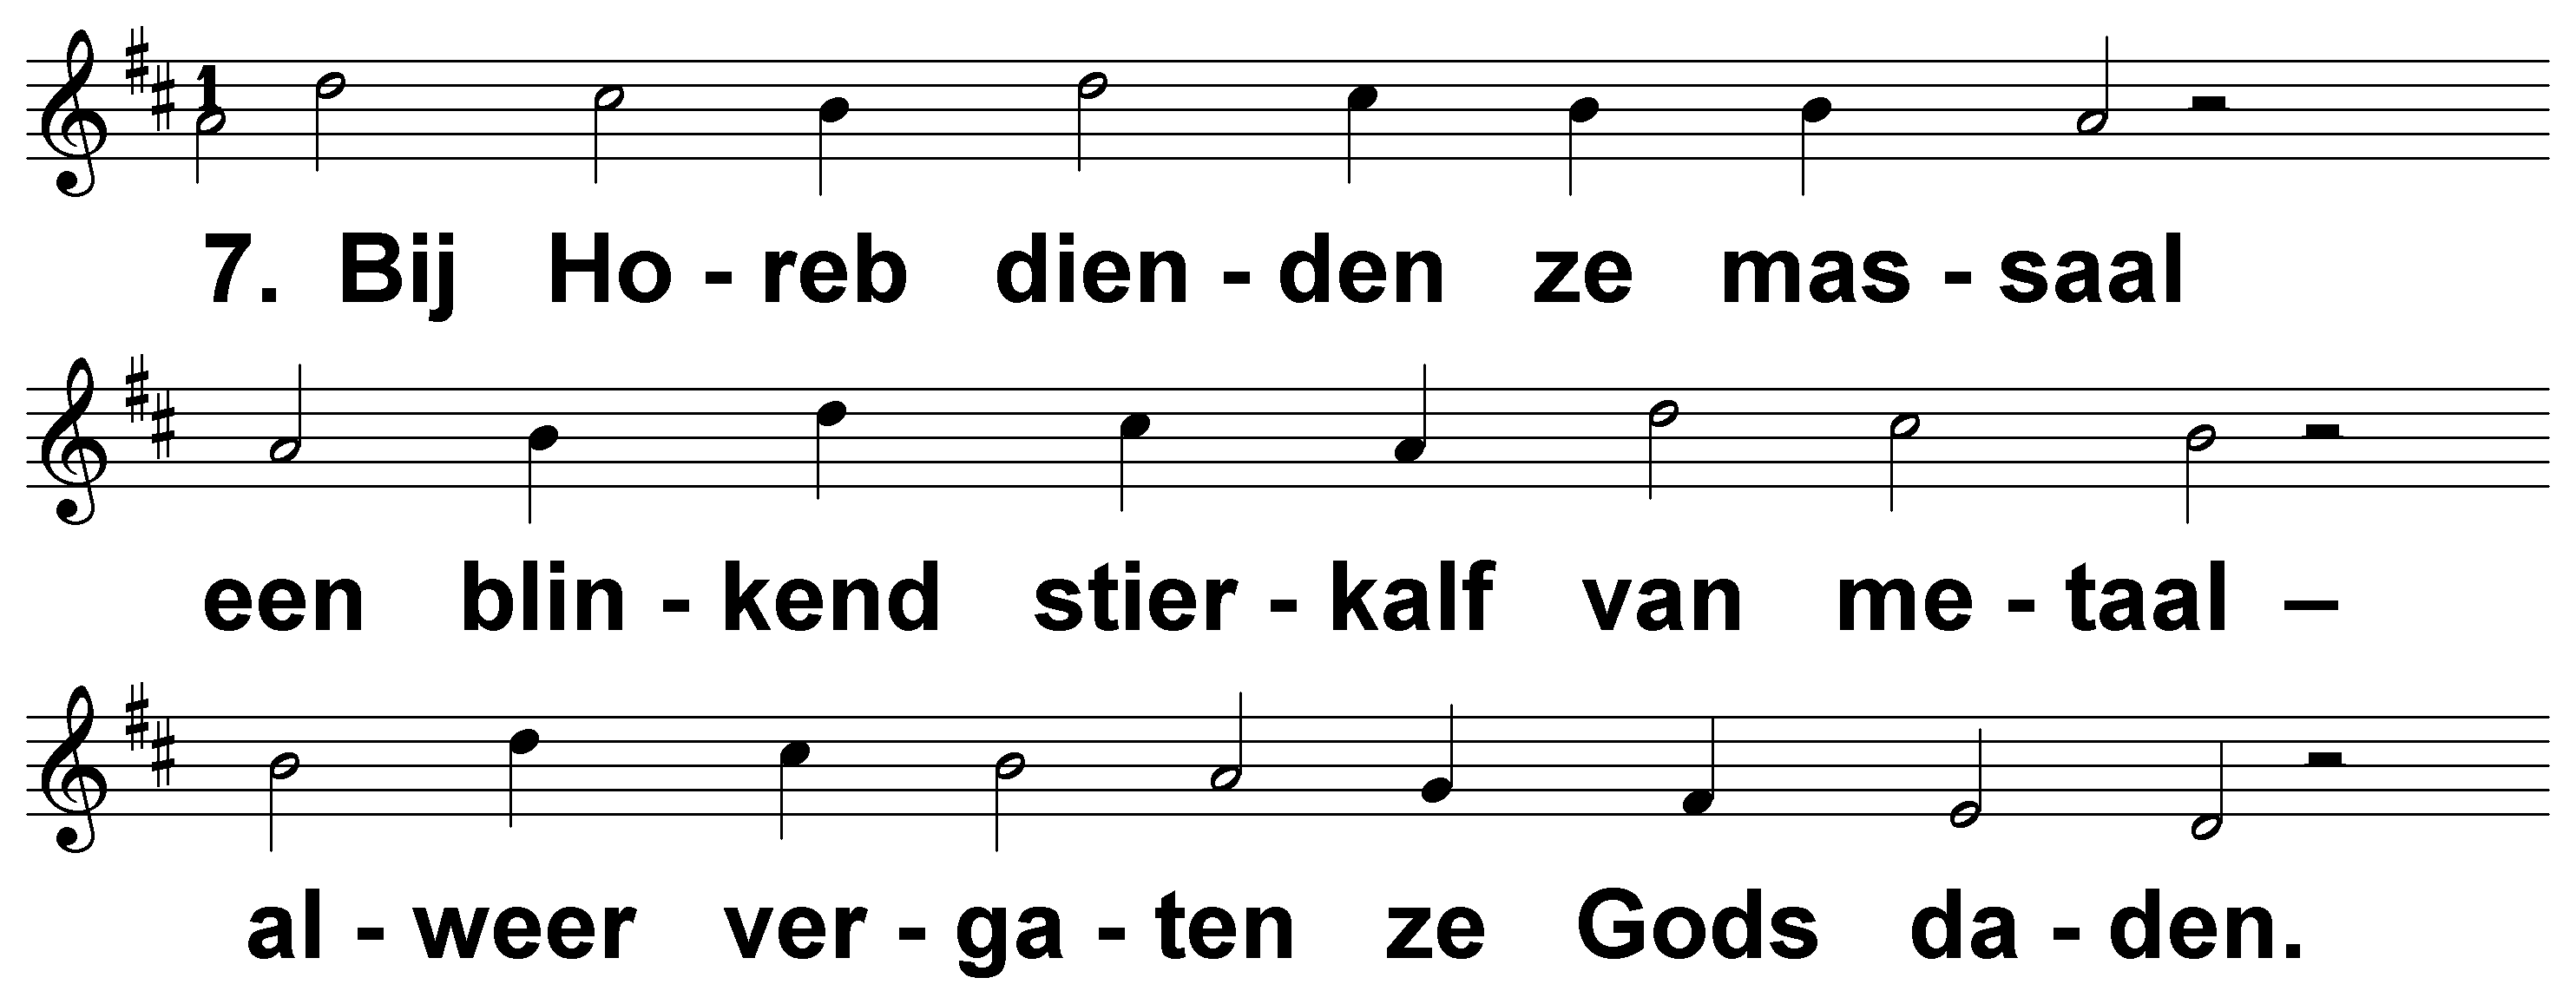 1
7. Bij Ho - reb dien - den ze mas - saal
een blin - kend stier - kalf van me - taal –
al - weer ver - ga - ten ze Gods da - den.